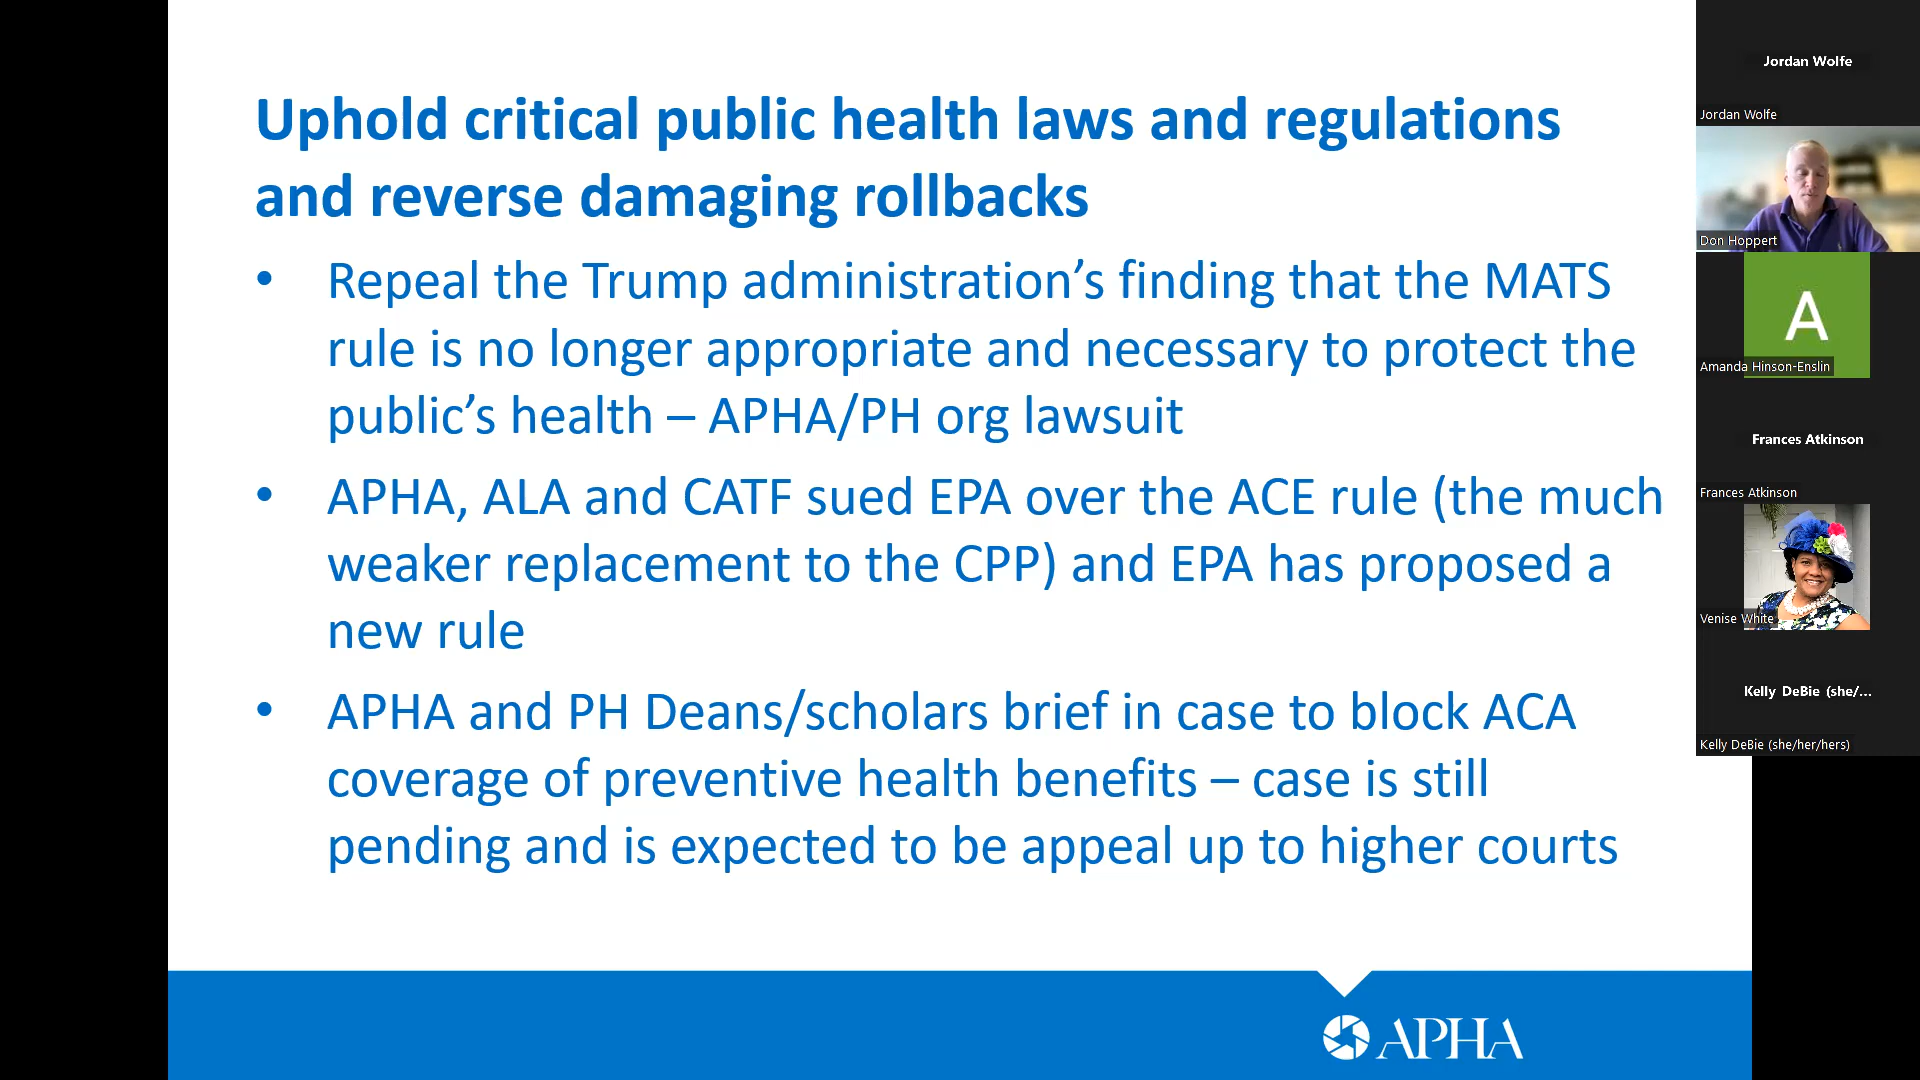 Uphold critical public health laws and regulations
and reverse damaging rollbacks
• Repeal the Trump administration’s finding that the MATS
rule is no longer appropriate and necessary to protect the
public’s health – APHA/PH org lawsuit
• APHA, ALA and CATF sued EPA over the ACE rule (the much
weaker replacement to the CPP) and EPA has proposed a
new rule
• APHA and PH Deans/scholars brief in case to block ACA
coverage of preventive health benefits – case is still
pending and is expected to be appeal up to higher courts
APHA
Jordan Wolfe
Jordan Wolfe
Don Hoppert
A
Amanda Hinson-Enslin
Frances Atkinson
Frances Atkinson
Venise White
Kelly DeBie (she/...
Kelly DeBie (she/her/hers)